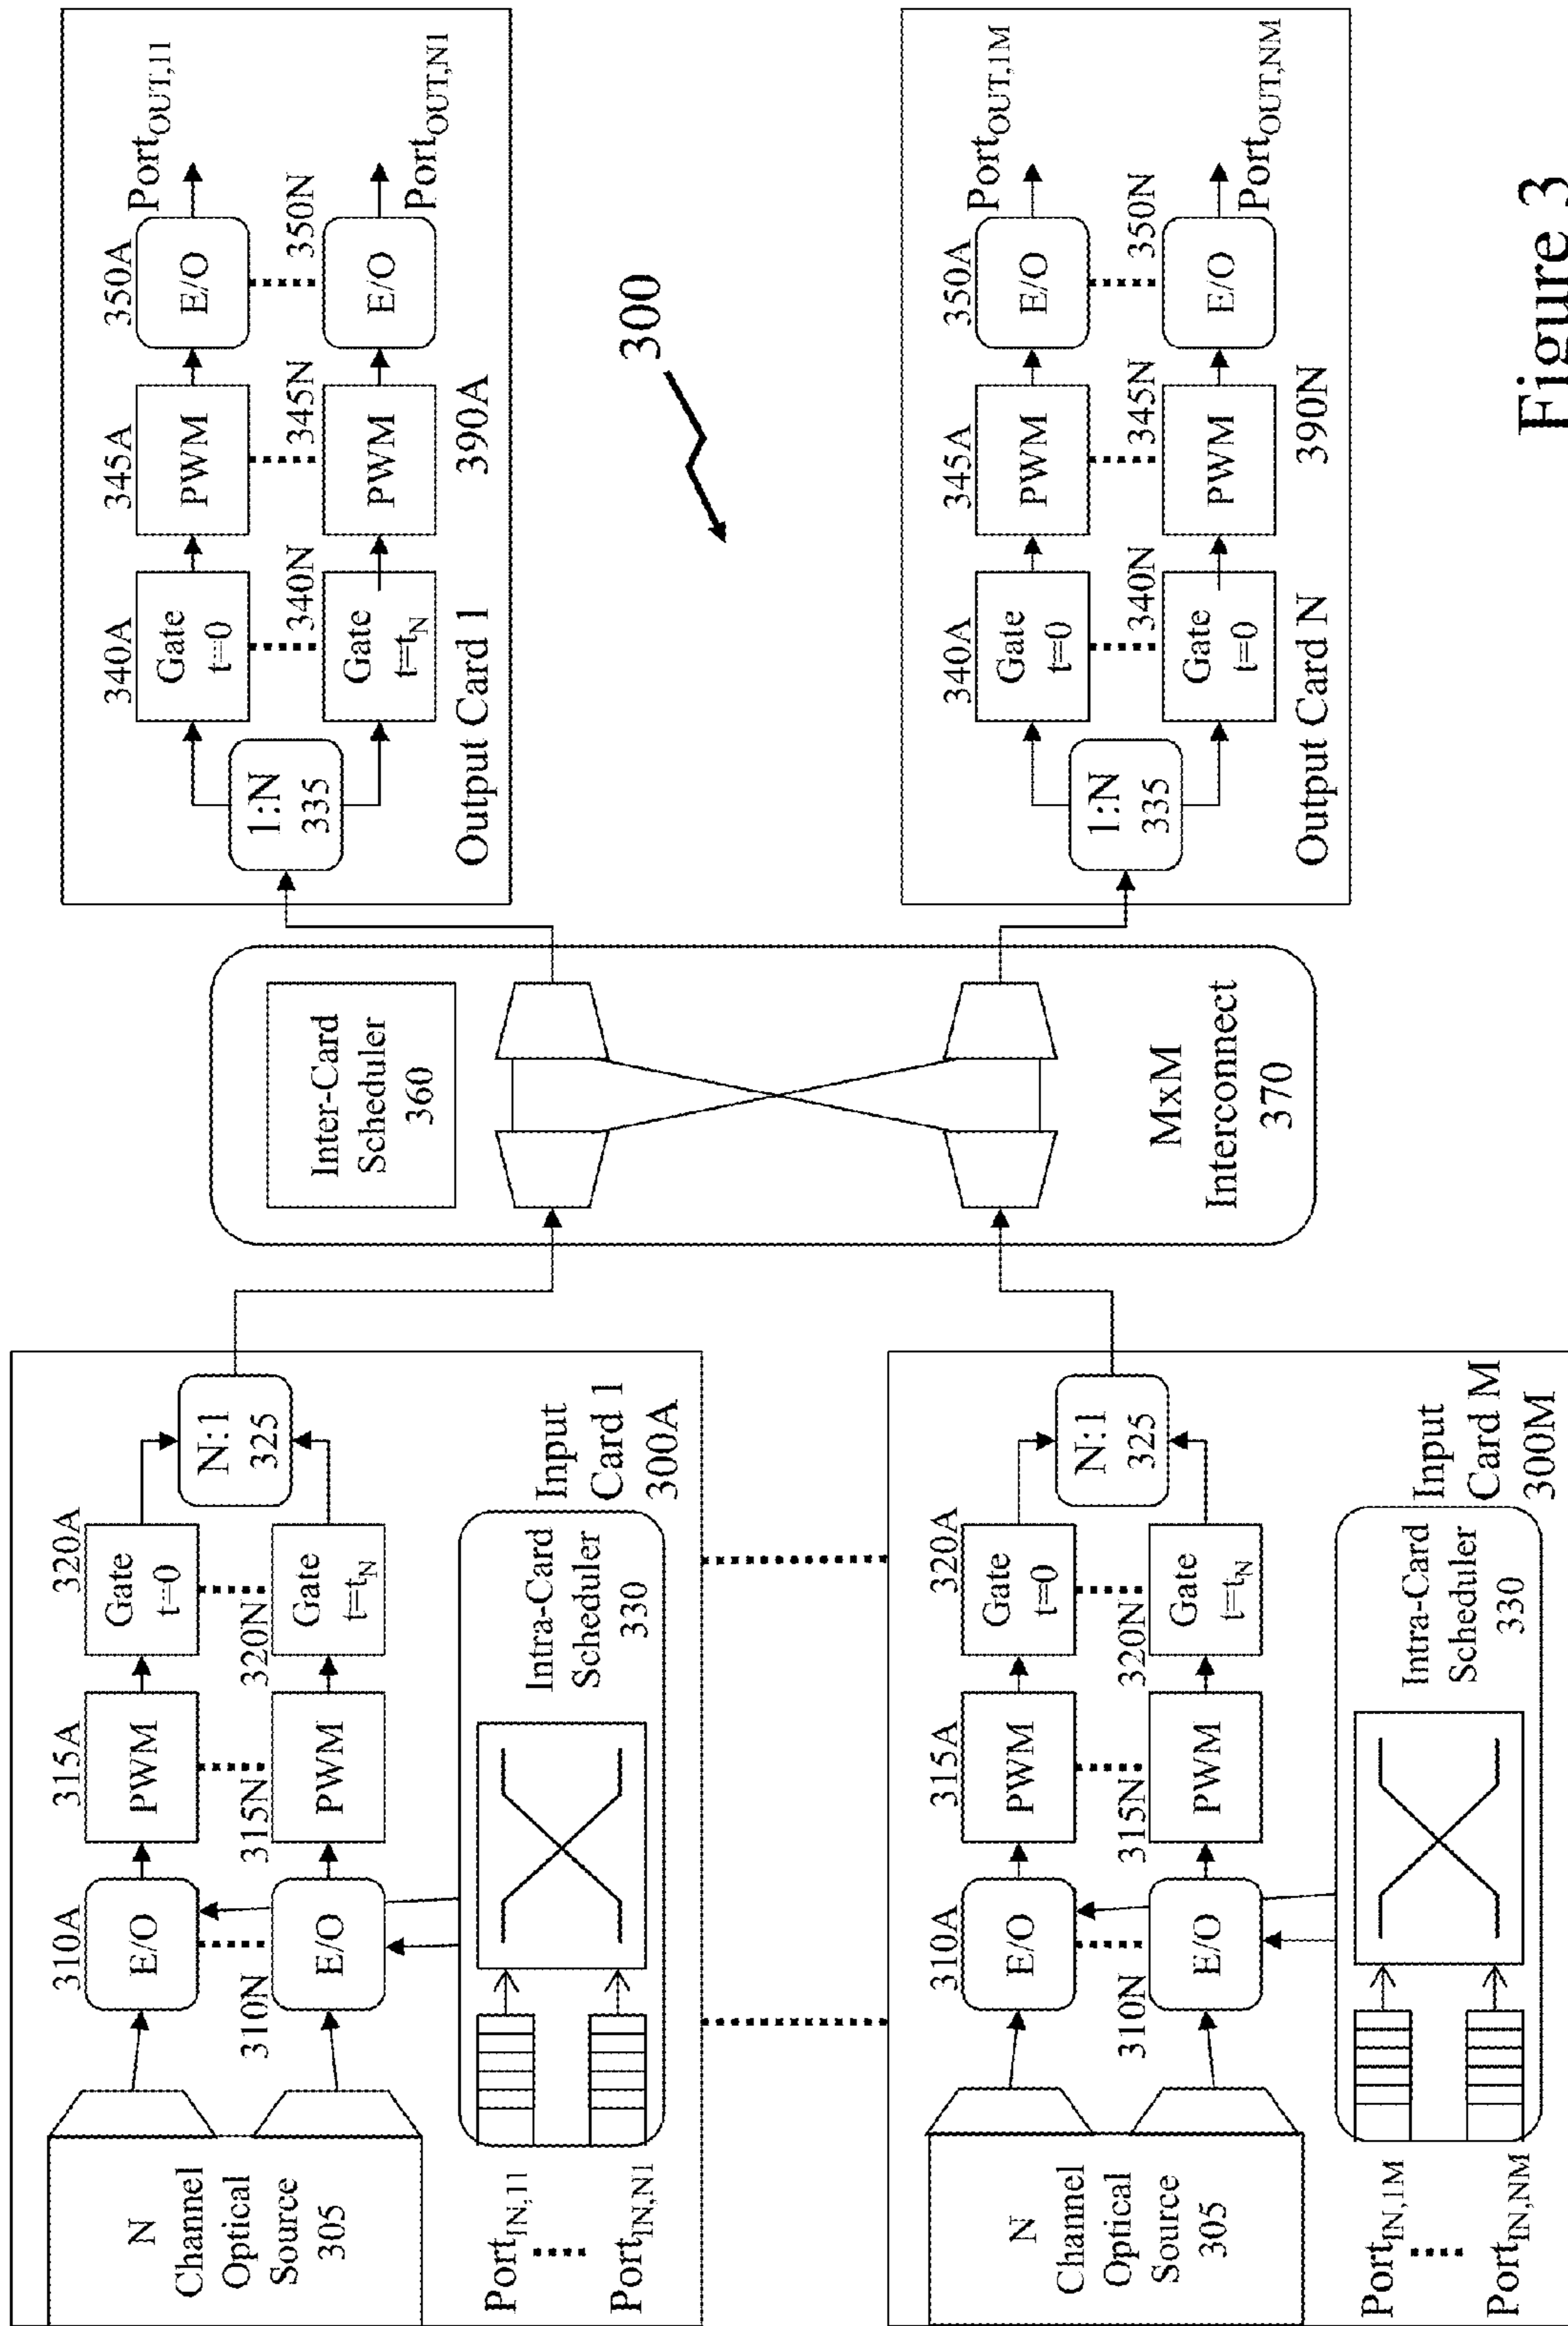 N
Channel
Optical
Source
305
310A
E/O
310N
E/O
315A
PWM
315N
PWM
320A
Gate
t=0
320N
Gate
t=t_N
N:1
325
Port_IN,11
Port_IN,N1
Intra-Card
Scheduler
330
Input
Card 1
300A
N
Channel
Optical
Source
305
310A
E/O
310N
E/O
315A
PWM
315N
PWM
320A
Gate
t=0
320N
Gate
t=t_N
N:1
325
Port_IN,1M
Port_IN,NM
Intra-Card
Scheduler
330
Input
Card M
300M
Inter-Card
Scheduler
360
MxM
Interconnect
370
1:N
335
340A
Gate
t=0
340N
Gate
t=t_N
345A
PWM
345N
PWM
350A
E/O
350N
E/O
Port_OUT,11
Port_OUT,N1
Output Card 1
390A
300
1:N
335
340A
Gate
t=0
340N
Gate
t=0
345A
PWM
345N
PWM
350A
E/O
350N
E/O
Port_OUT,1M
Port_OUT,NM
Output Card N
390N
Figure 3